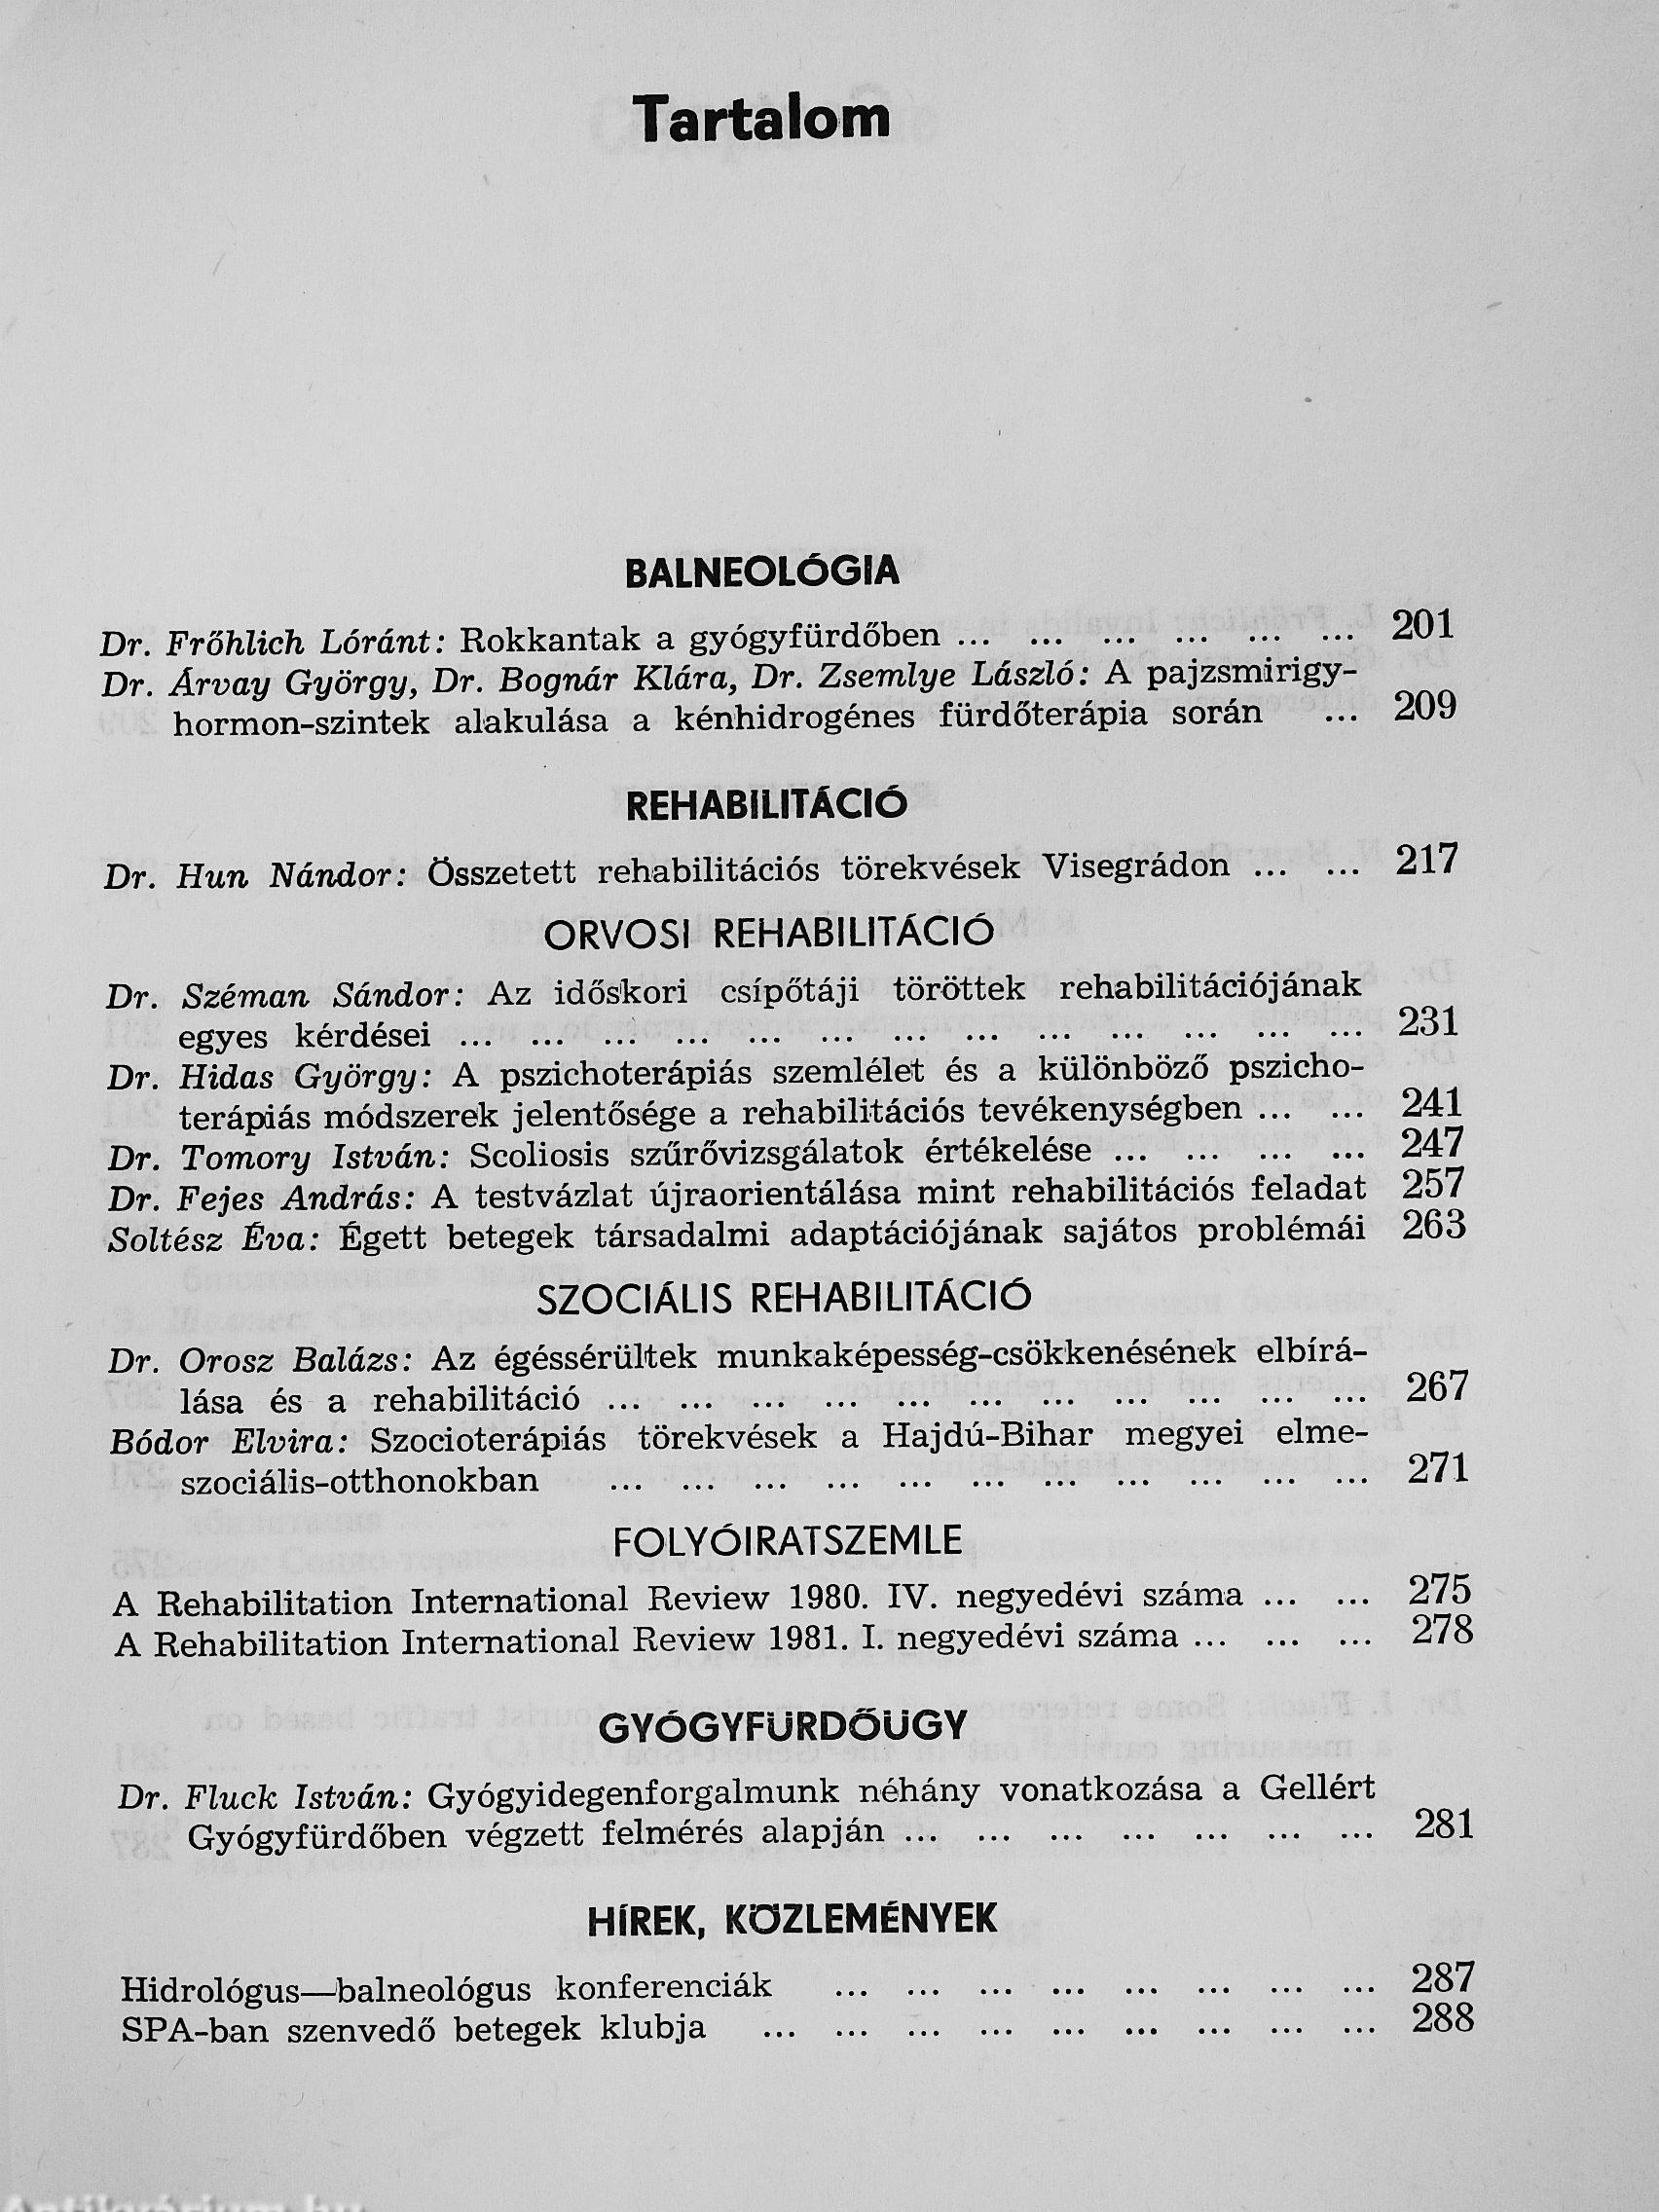 Tartalom
BALNEOLÓGIA
Dr. Frőhlich Lóránt: Rokkantak a gyógyfürdőben ... ... ... ... ... ... 201
Dr. Árvay György, Dr. Bognár Klára, Dr. Zsemlye László: A pajzsmirigy-
hormon-szintek alakulása a kénhidrogénes fürdőterápia során ... 209
REHABILITÁCIÓ
Dr. Hun Nándor: Összetett rehabilitációs törekvések Visegrádon ... ... 217
ORVOSI REHABILITÁCIÓ
Dr. Széman Sándor: Az időskori csípőtáji töröttek rehabilitációjának
egyes kérdései ... ... ... ... ... ... ... ... ... ... ... ... ... 231
Dr. Hidas György: A pszichoterápiás szemlélet és a különböző pszicho-
terápiás módszerek jelentősége a rehabilitációs tevékenységben ... ... 241
Dr. Tomory István: Scoliosis szűrővizsgálatok értékelése ... ... ... ... 247
Dr. Fejes András: A testvázlat újraorientálása mint rehabilitációs feladat 257
Soltész Éva: Égett betegek társadalmi adaptációjának sajátos problémái 263
SZOCIÁLIS REHABILITÁCIÓ
Dr. Orosz Balázs: Az égéssérültek munkaképesség-csökkenésének elbírá-
lása és a rehabilitáció ... ... ... ... ... ... ... ... ... ... ... 267
Bódor Elvira: Szocioterápiás törekvések a Hajdú-Bihar megyei elme-
szociális-otthonokban ... ... ... ... ... ... ... ... ... ... ... 271
FOLYÓIRATSZEMLE
A Rehabilitation International Review 1980. IV. negyedévi száma ... ... 275
A Rehabilitation International Review 1981. I. negyedévi száma ... ... ... 278
GYÓGYFÜRDŐÜGY
Dr. Fluck István: Gyógyidegenforgalmunk néhány vonatkozása a Gellért
Gyógyfürdőben végzett felmérés alapján ... ... ... ... ... ... ... 281
HÍREK, KÖZLEMÉNYEK
Hidrológus—balneológus konferenciák ... ... ... ... ... ... ... ... 287
SPA-ban szenvedő betegek klubja ... ... ... ... ... ... ... ... ... 288